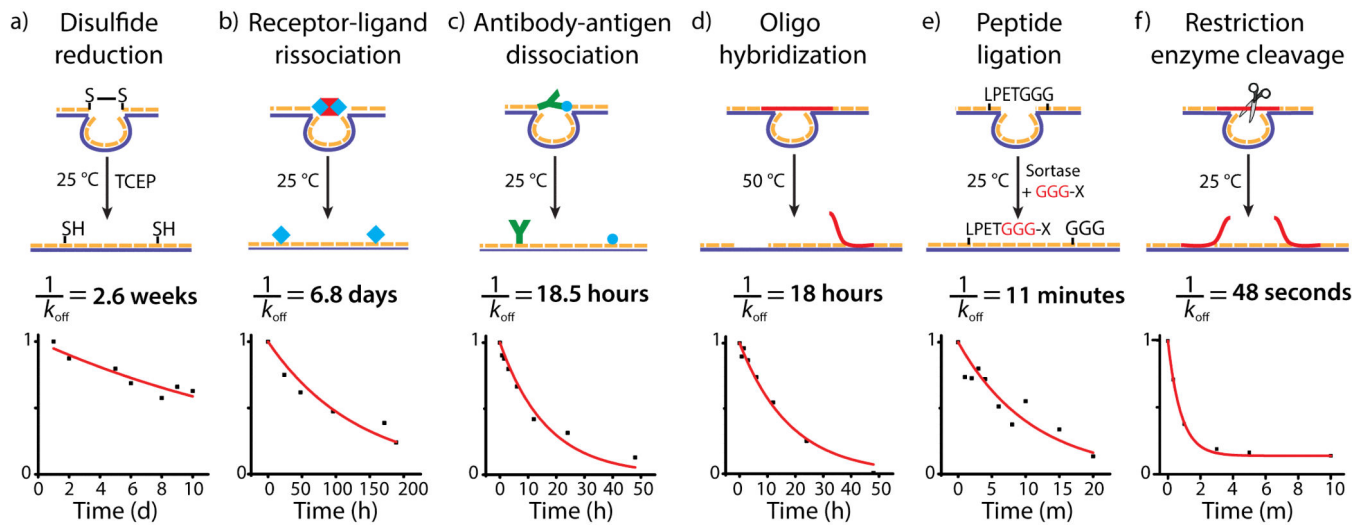 a) Disulfide
reduction
S—S
25 °C TCEP
SH SH
1/k_off = 2.6 weeks
1
0
0 2 4 6 8 10
Time (d)
b) Receptor-ligand
rissociation
25 °C
1/k_off = 6.8 days
1
0
0 50 100 150 200
Time (h)
c) Antibody-antigen
dissociation
25 °C
1/k_off = 18.5 hours
1
0
0 10 20 30 40 50
Time (h)
d) Oligo
hybridization
50 °C
1/k_off = 18 hours
1
0
0 10 20 30 40 50
Time (h)
e) Peptide
ligation
LPETGGG
25 °C Sortase
+ GGG-X
LPETGGG-X GGG
1/k_off = 11 minutes
1
0
0 5 10 15 20
Time (m)
f) Restriction
enzyme cleavage
25 °C
1/k_off = 48 seconds
1
0
0 2 4 6 8 10
Time (m)